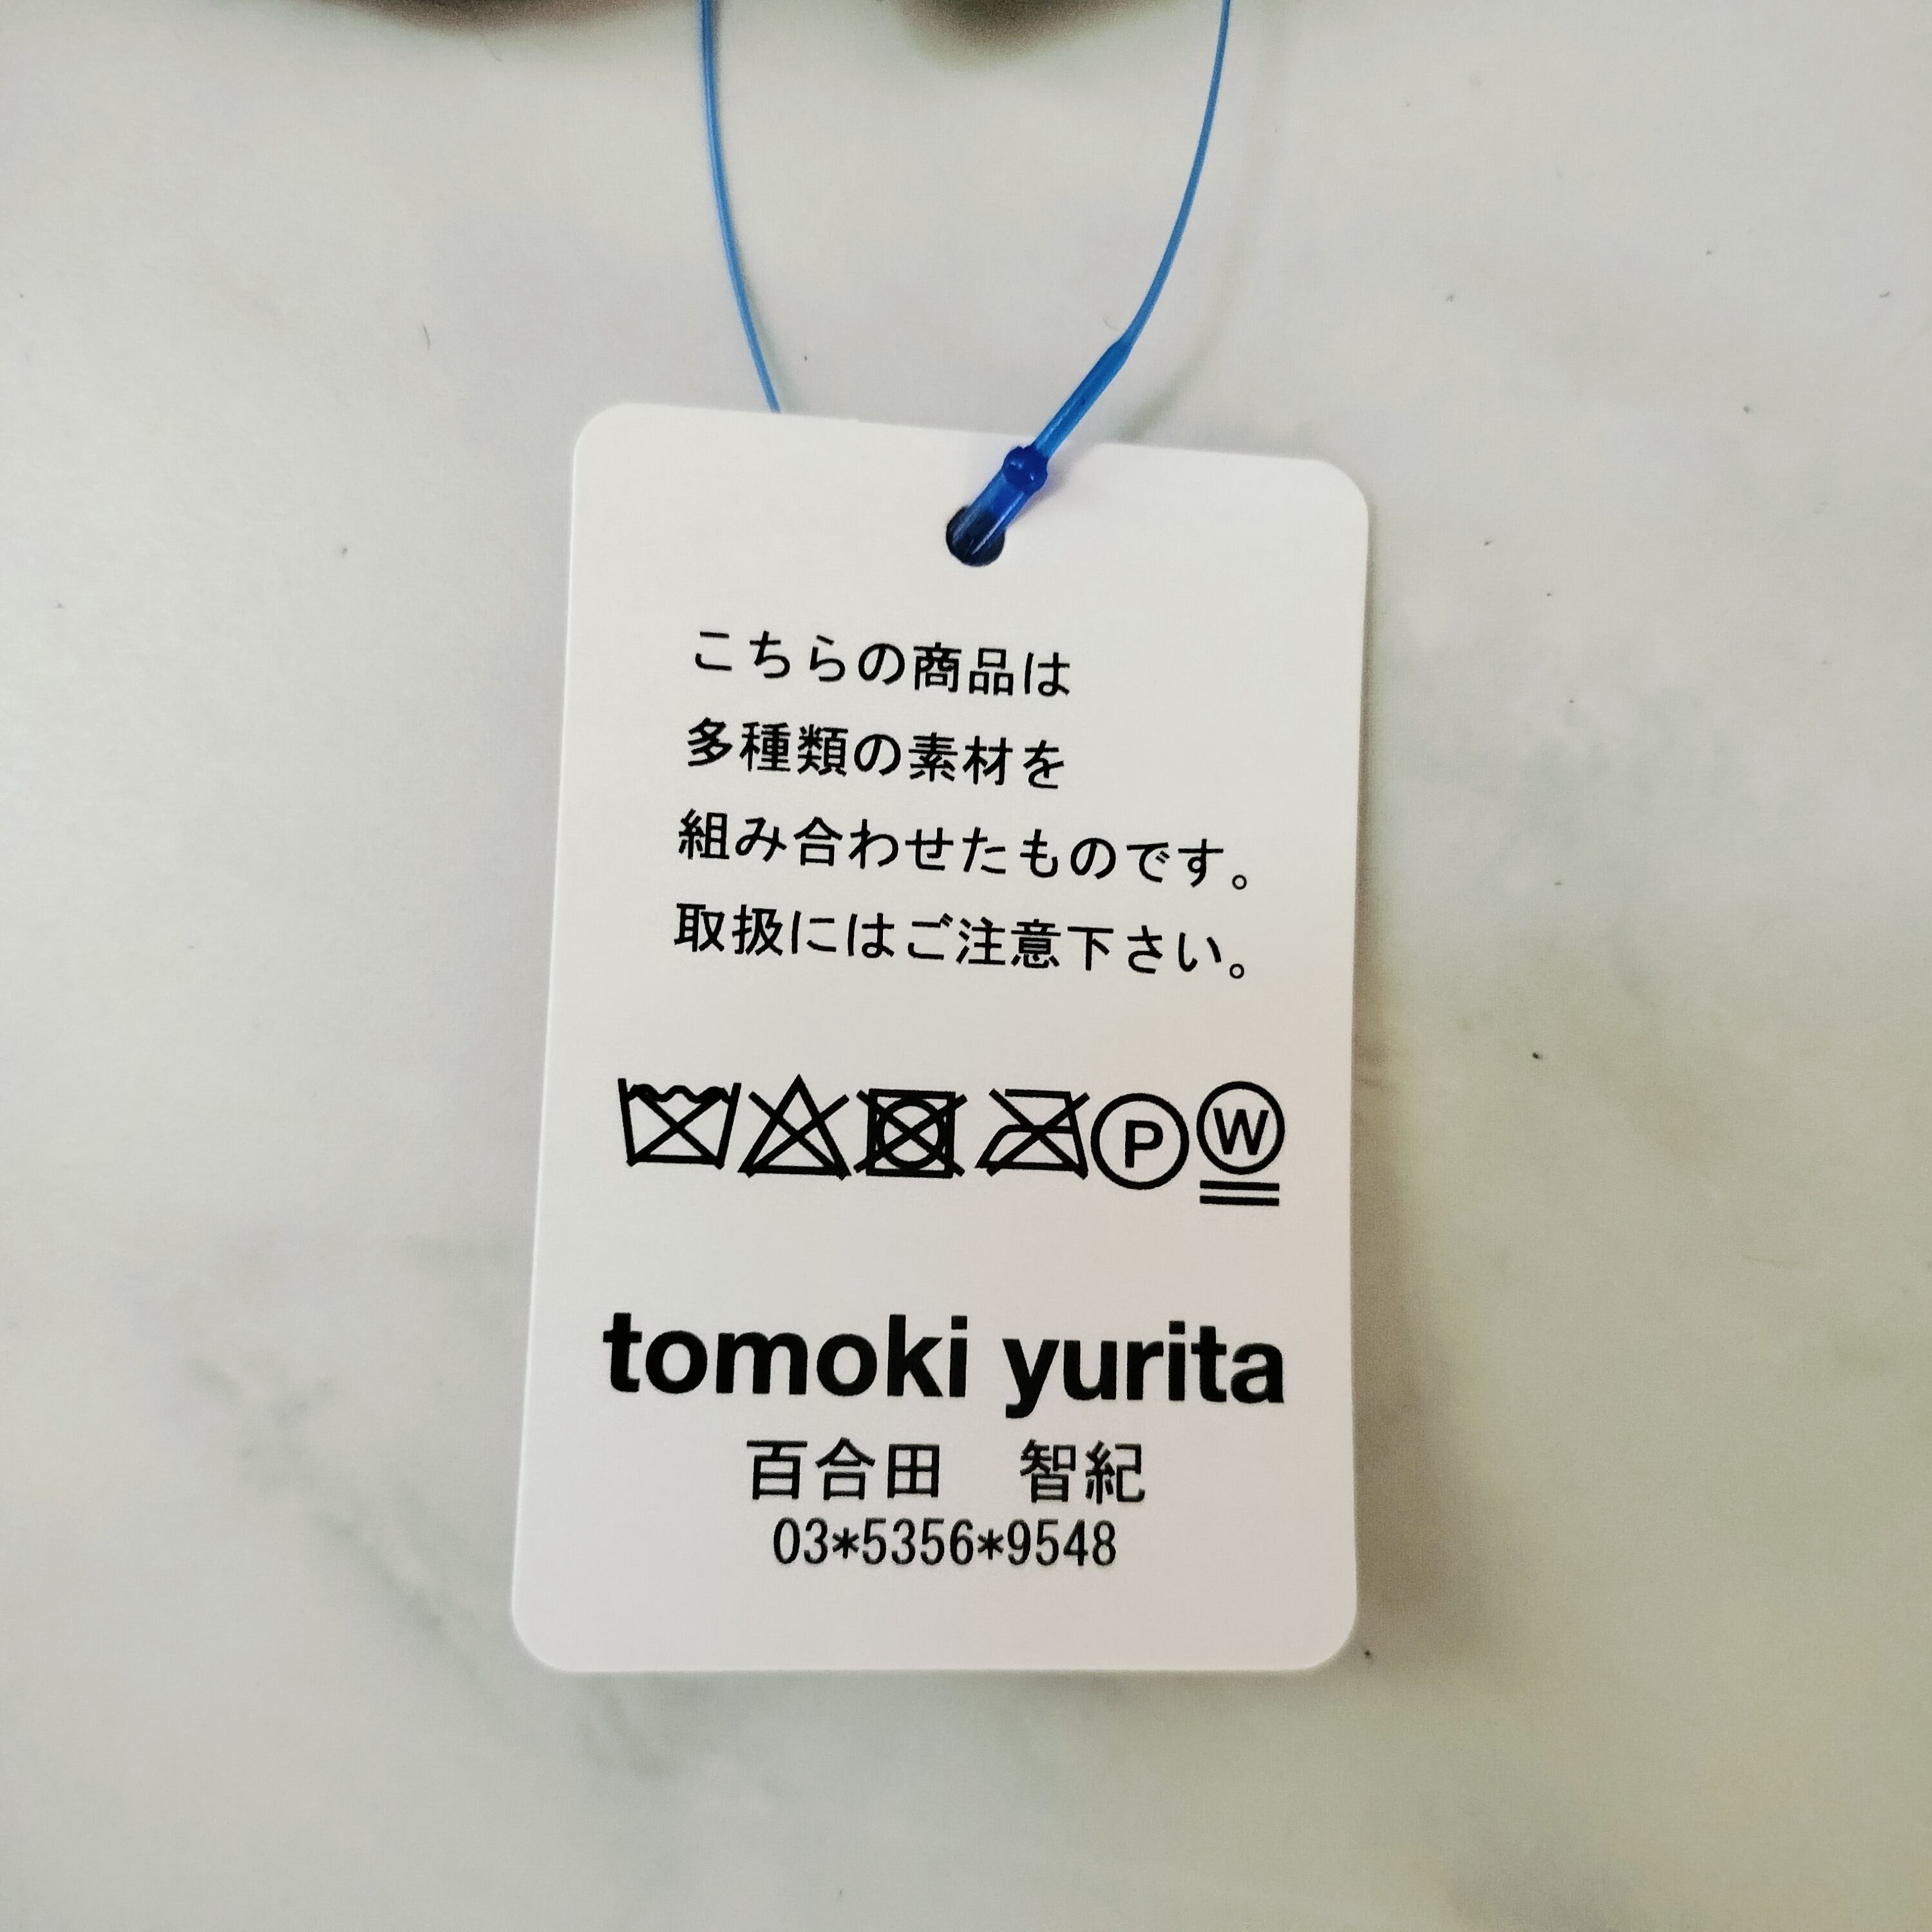 こちらの商品は
多種類の素材を
組み合わせたものです。
取扱にはご注意下さい。
P W
tomoki yurita
百合田　智紀
03*5356*9548